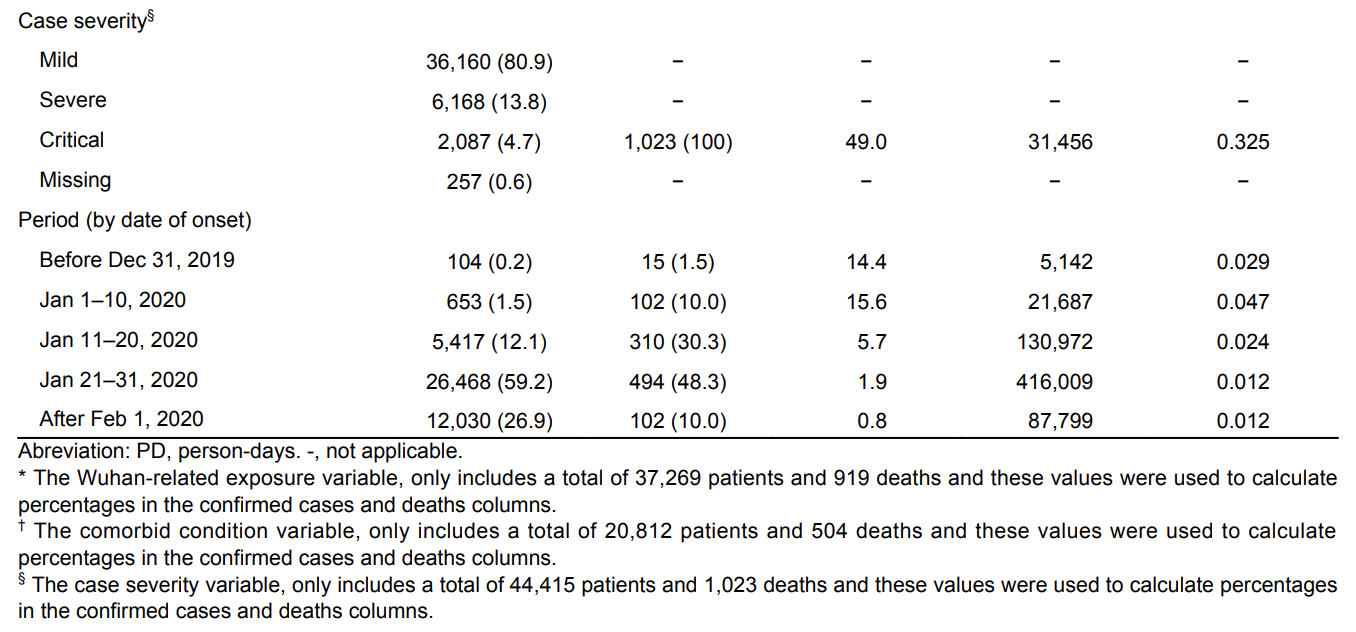 Case severity§
Mild 36,160 (80.9) – – – –
Severe 6,168 (13.8) – – – –
Critical 2,087 (4.7) 1,023 (100) 49.0 31,456 0.325
Missing 257 (0.6) – – – –
Period (by date of onset)
Before Dec 31, 2019 104 (0.2) 15 (1.5) 14.4 5,142 0.029
Jan 1–10, 2020 653 (1.5) 102 (10.0) 15.6 21,687 0.047
Jan 11–20, 2020 5,417 (12.1) 310 (30.3) 5.7 130,972 0.024
Jan 21–31, 2020 26,468 (59.2) 494 (48.3) 1.9 416,009 0.012
After Feb 1, 2020 12,030 (26.9) 102 (10.0) 0.8 87,799 0.012
Abreviation: PD, person-days. -, not applicable.
* The Wuhan-related exposure variable, only includes a total of 37,269 patients and 919 deaths and these values were used to calculate
percentages in the confirmed cases and deaths columns.
† The comorbid condition variable, only includes a total of 20,812 patients and 504 deaths and these values were used to calculate
percentages in the confirmed cases and deaths columns.
§ The case severity variable, only includes a total of 44,415 patients and 1,023 deaths and these values were used to calculate percentages
in the confirmed cases and deaths columns.